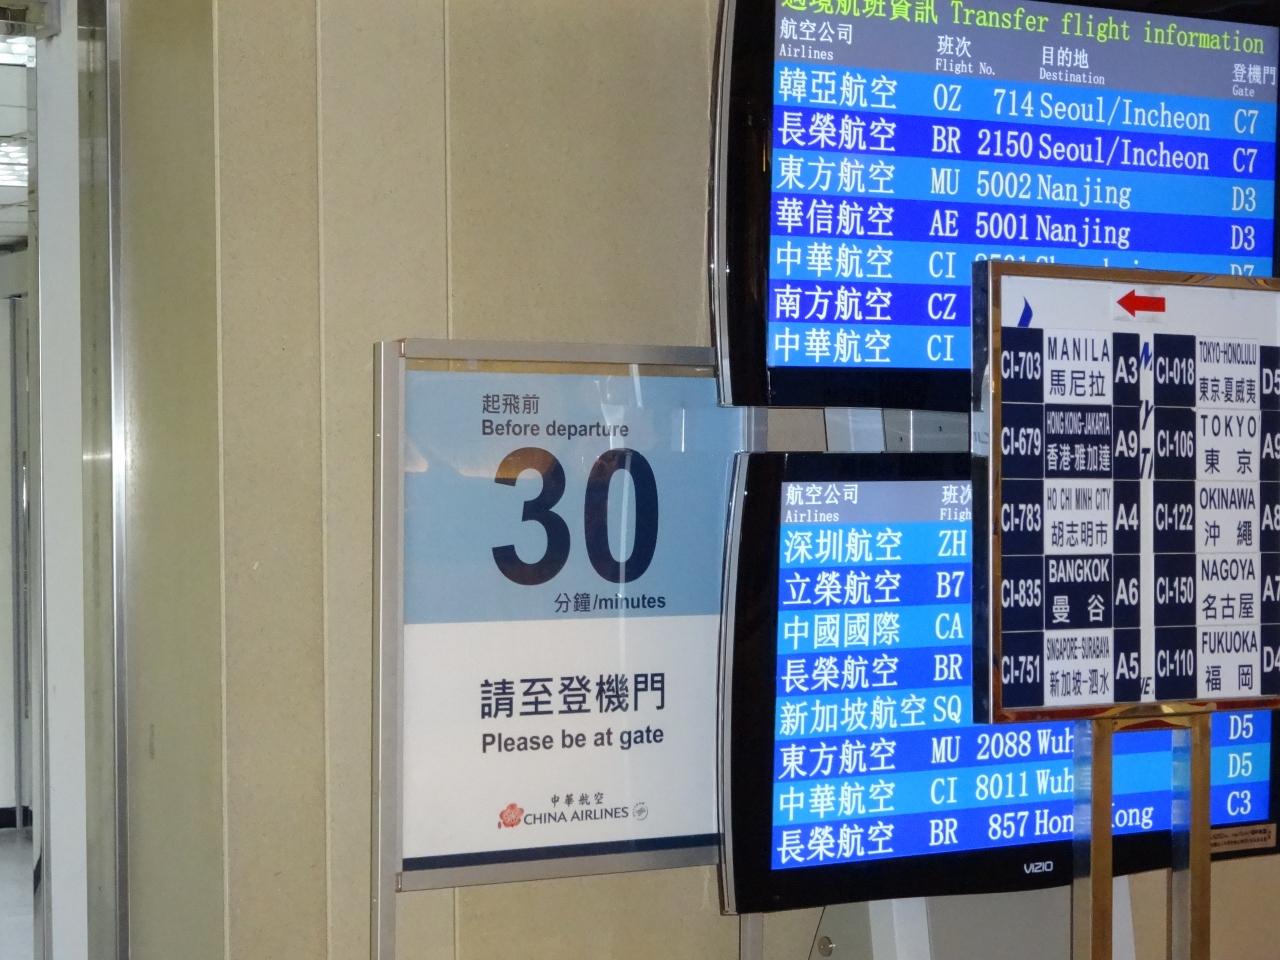 過境航班資訊 Transfer flight information
航空公司 班次 目的地 登機門
Airlines Flight No. Destination Gate
韓亞航空 OZ 714 Seoul/Incheon C7
長榮航空 BR 2150 Seoul/Incheon C7
東方航空 MU 5002 Nanjing D3
華信航空 AE 5001 Nanjing D3
中華航空 CI D7
南方航空 CZ
中華航空 CI
起飛前
Before departure
30
分鐘/minutes
請至登機門
Please be at gate
中華航空
CHINA AIRLINES
航空公司 班次
Airlines Flight
深圳航空 ZH
立榮航空 B7
中國國際 CA
長榮航空 BR
新加坡航空 SQ D5
東方航空 MU 2088 Wuh D5
中華航空 CI 8011 Wuh
長榮航空 BR 857 Hong Kong C3
VIZIO
CI-703 MANILA 馬尼拉 A3 CI-018 TOKYO-HONOLULU 東京-夏威夷 D5
CI-679 HONG KONG-JAKARTA 香港-雅加達 A9 CI-106 TOKYO 東京
CI-783 HO CHI MINH CITY 胡志明市 A4 CI-122 OKINAWA 沖繩
CI-835 BANGKOK 曼谷 A6 CI-150 NAGOYA 名古屋
CI-751 SINGAPORE-SURABAYA 新加坡-泗水 A5 CI-110 FUKUOKA 福岡